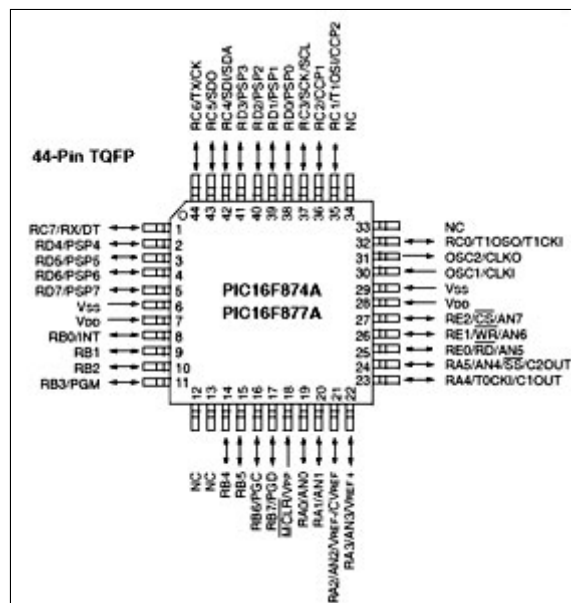 RC6/TX/CK
RC5/SDO
RC4/SDI/SDA
RD3/PSP3
RD2/PSP2
RD1/PSP1
RD0/PSP0
RC3/SCK/SCL
RC2/CCP1
RC1/T1OSI/CCP2
NC
44-Pin TQFP
44 43 42 41 40 39 38 37 36 35 34
RC7/RX/DT 1
RD4/PSP4 2
RD5/PSP5 3
RD6/PSP6 4
RD7/PSP7 5
Vss 6
VDD 7
RB0/INT 8
RB1 9
RB2 10
RB3/PGM 11
PIC16F874A
PIC16F877A
33 NC
32 RC0/T1OSO/T1CKI
31 OSC2/CLKO
30 OSC1/CLKI
29 Vss
28 VDD
27 RE2/CS/AN7
26 RE1/WR/AN6
25 RE0/RD/AN5
24 RA5/AN4/SS/C2OUT
23 RA4/T0CKI/C1OUT
12 13 14 15 16 17 18 19 20 21 22
NC
NC
RB4
RB5
RB6/PGC
RB7/PGD
MCLR/VPP
RA0/AN0
RA1/AN1
RA2/AN2/VREF-/CVREF
RA3/AN3/VREF+